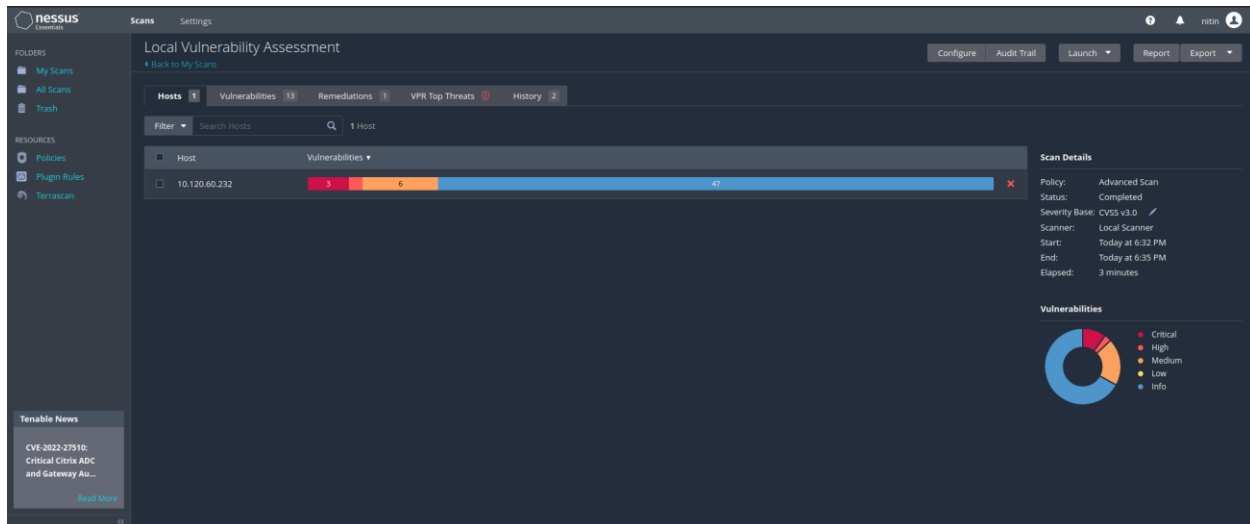 nessus
Essentials
Scans
Settings
nitin
FOLDERS
My Scans
All Scans
Trash
RESOURCES
Policies
Plugin Rules
Terrascan
Tenable News
CVE-2022-27510:
Critical Citrix ADC
and Gateway Au...
Read More
Local Vulnerability Assessment
Back to My Scans
Configure
Audit Trail
Launch
Report
Export
Hosts 1
Vulnerabilities 13
Remediations 1
VPR Top Threats
History 2
Filter
Search Hosts
1 Host
Host
Vulnerabilities
10.120.60.232
3
6
47
Scan Details
Policy: Advanced Scan
Status: Completed
Severity Base: CVSS v3.0
Scanner: Local Scanner
Start: Today at 6:32 PM
End: Today at 6:35 PM
Elapsed: 3 minutes
Vulnerabilities
Critical
High
Medium
Low
Info